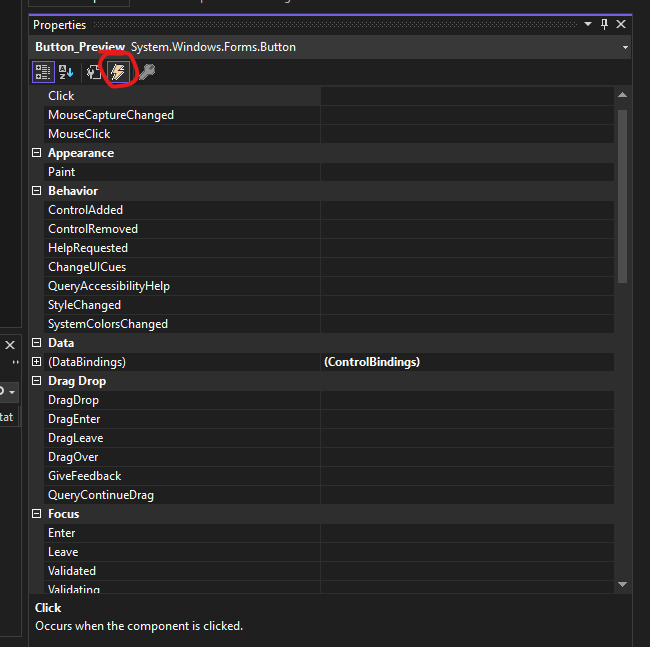 Properties
Button_Preview System.Windows.Forms.Button
Click
MouseCaptureChanged
MouseClick
Appearance
Paint
Behavior
ControlAdded
ControlRemoved
HelpRequested
ChangeUICues
QueryAccessibilityHelp
StyleChanged
SystemColorsChanged
Data
(DataBindings) (ControlBindings)
Drag Drop
DragDrop
DragEnter
DragLeave
DragOver
GiveFeedback
QueryContinueDrag
Focus
Enter
Leave
Validated
Validating
tat
Click
Occurs when the component is clicked.